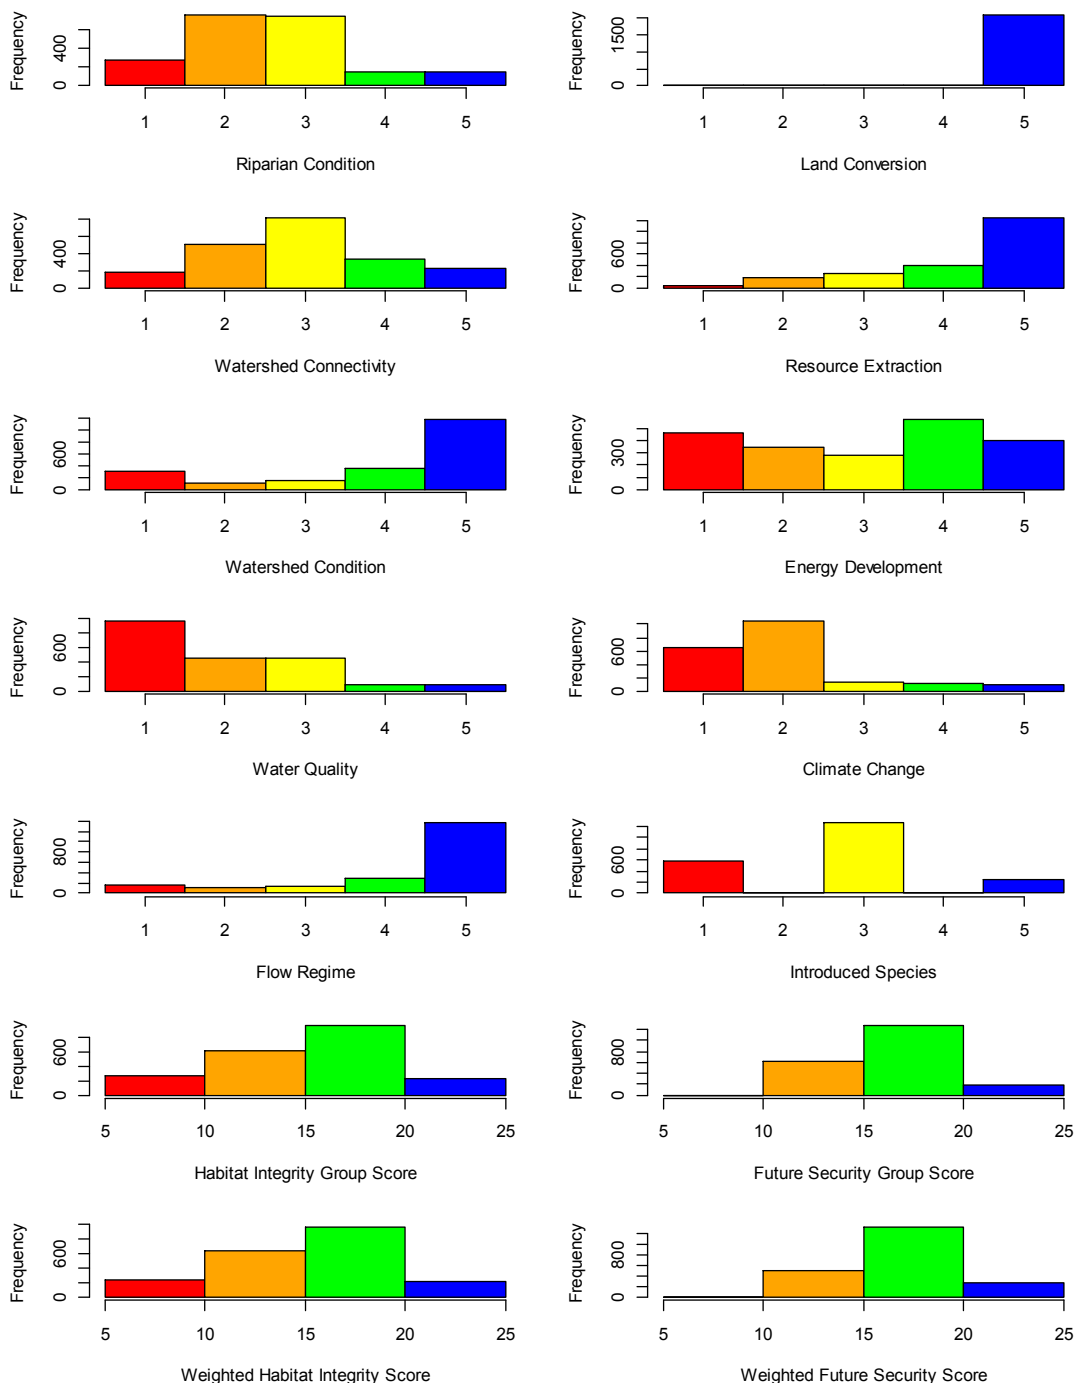 Frequency
0 400
1 2 3 4 5
Riparian Condition
Frequency
0 1500
1 2 3 4 5
Land Conversion
Frequency
0 400
1 2 3 4 5
Watershed Connectivity
Frequency
0 600
1 2 3 4 5
Resource Extraction
Frequency
0 600
1 2 3 4 5
Watershed Condition
Frequency
0 300
1 2 3 4 5
Energy Development
Frequency
0 600
1 2 3 4 5
Water Quality
Frequency
0 600
1 2 3 4 5
Climate Change
Frequency
0 800
1 2 3 4 5
Flow Regime
Frequency
0 600
1 2 3 4 5
Introduced Species
Frequency
0 600
5 10 15 20 25
Habitat Integrity Group Score
Frequency
0 800
5 10 15 20 25
Future Security Group Score
Frequency
0 600
5 10 15 20 25
Weighted Habitat Integrity Score
Frequency
0 800
5 10 15 20 25
Weighted Future Security Score